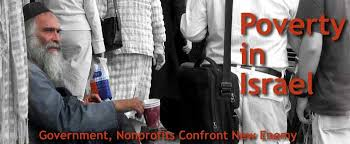 Poverty
in
Israel
Government, Nonprofits Confront New Enemy